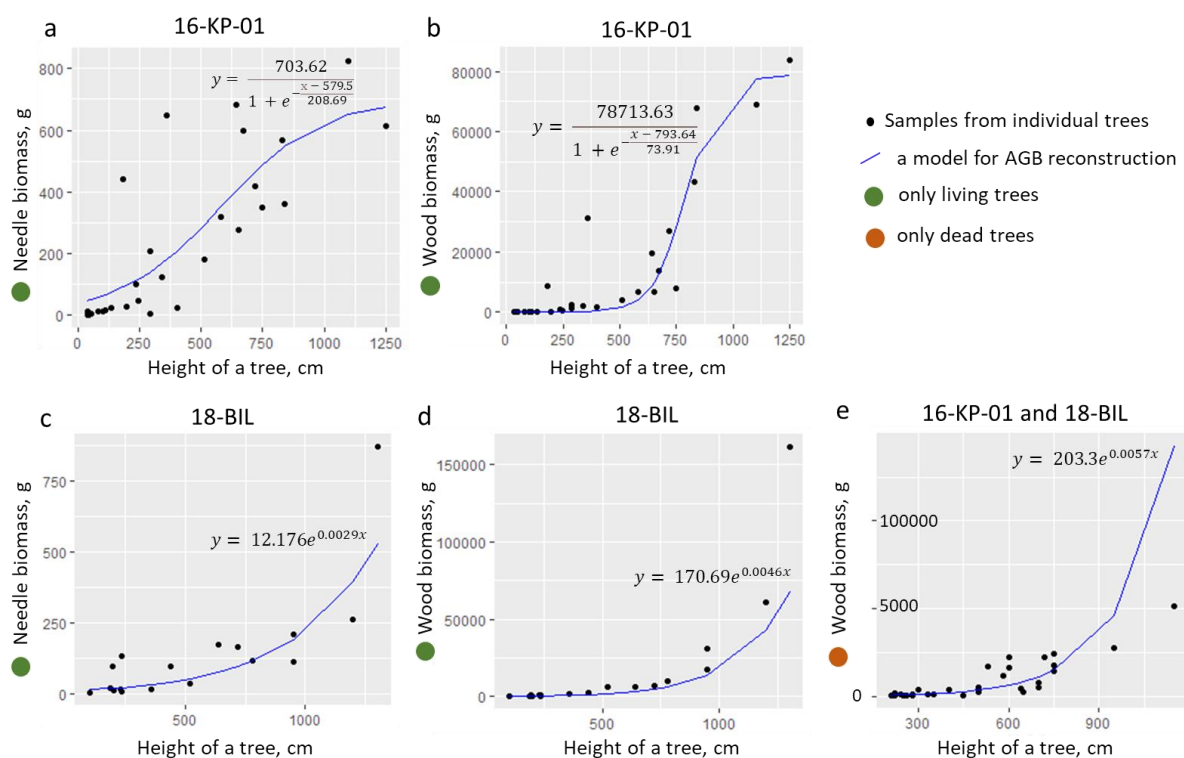 a
16-KP-01
Needle biomass, g
800
600
400
200
0
y = 703.62 / 1 + e^{-\frac{x - 579.5}{208.69}}
0 250 500 750 1000 1250
Height of a tree, cm
b
16-KP-01
Wood biomass, g
80000
60000
40000
20000
0
y = 78713.63 / 1 + e^{-\frac{x - 793.64}{73.91}}
0 250 500 750 1000 1250
Height of a tree, cm
Samples from individual trees
a model for AGB reconstruction
only living trees
only dead trees
c
18-BIL
Needle biomass, g
750
500
250
0
y = 12.176e^{0.0029x}
500 1000
Height of a tree, cm
d
18-BIL
Wood biomass, g
150000
100000
50000
0
y = 170.69e^{0.0046x}
500 1000
Height of a tree, cm
e
16-KP-01 and 18-BIL
Wood biomass, g
100000
5000
0
y = 203.3e^{0.0057x}
300 600 900
Height of a tree, cm